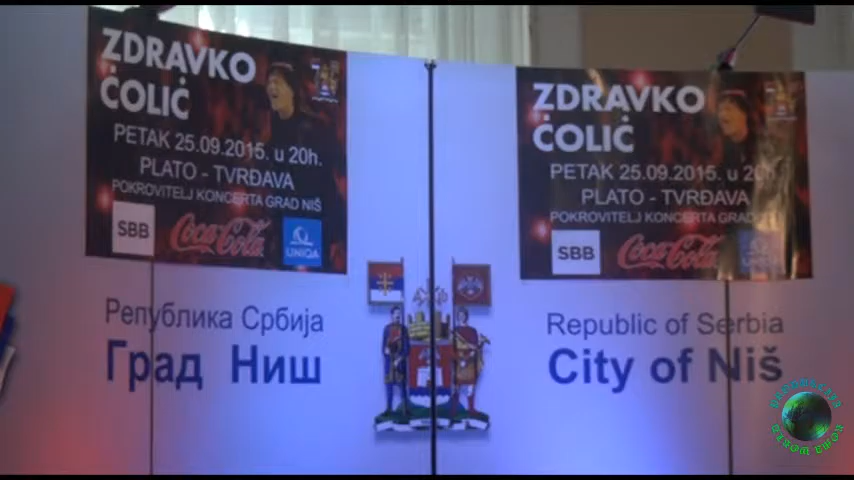 ZDRAVKO
ČOLIĆ
PETAK 25.09.2015. u 20h.
PLATO - TVRĐAVA
POKROVITELJ KONCERTA GRAD NIŠ
SBB
Coca-Cola
UNIQA
ZDRAVKO
ČOLIĆ
PETAK 25.09.2015. u 20h.
PLATO - TVRĐAVA
POKROVITELJ KONCERTA GRAD
SBB
Coca-Cola
Република Србија
Град Ниш
Republic of Serbia
City of Niš
ROMA WORLD